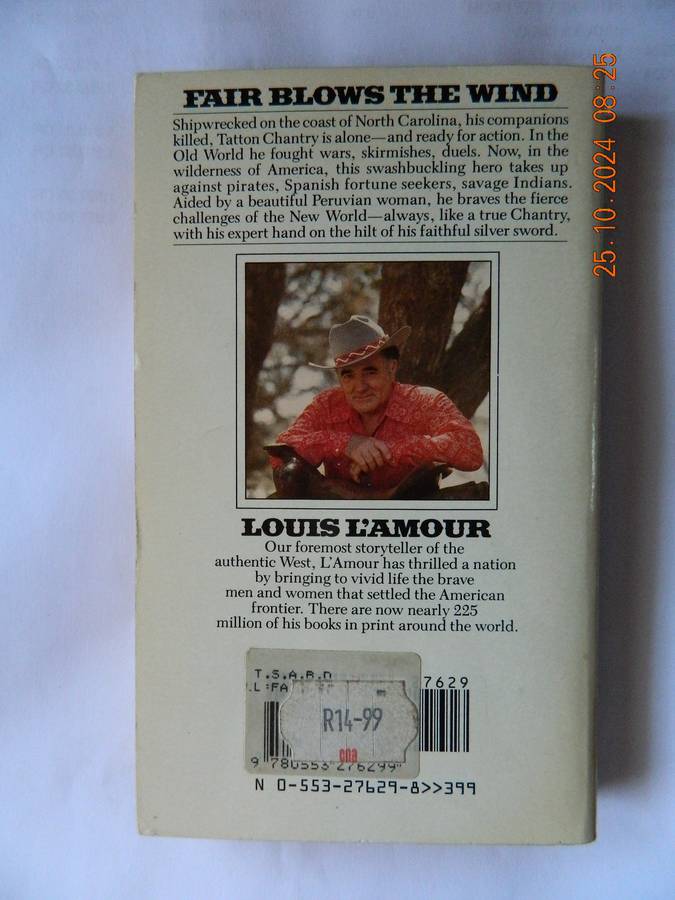 FAIR BLOWS THE WIND
Shipwrecked on the coast of North Carolina, his companions
killed, Tatton Chantry is alone—and ready for action. In the
Old World he fought wars, skirmishes, duels. Now, in the
wilderness of America, this swashbuckling hero takes up
against pirates, Spanish fortune seekers, savage Indians.
Aided by a beautiful Peruvian woman, he braves the fierce
challenges of the New World—always, like a true Chantry,
with his expert hand on the hilt of his faithful silver sword.
LOUIS L'AMOUR
Our foremost storyteller of the
authentic West, L'Amour has thrilled a nation
by bringing to vivid life the brave
men and women that settled the American
frontier. There are now nearly 225
million of his books in print around the world.
T.S.A.R.n
.L:FA
7629
R14-99
cna
9 780553 276299
N 0-553-27629-8>>399
25.10.2024 08:25